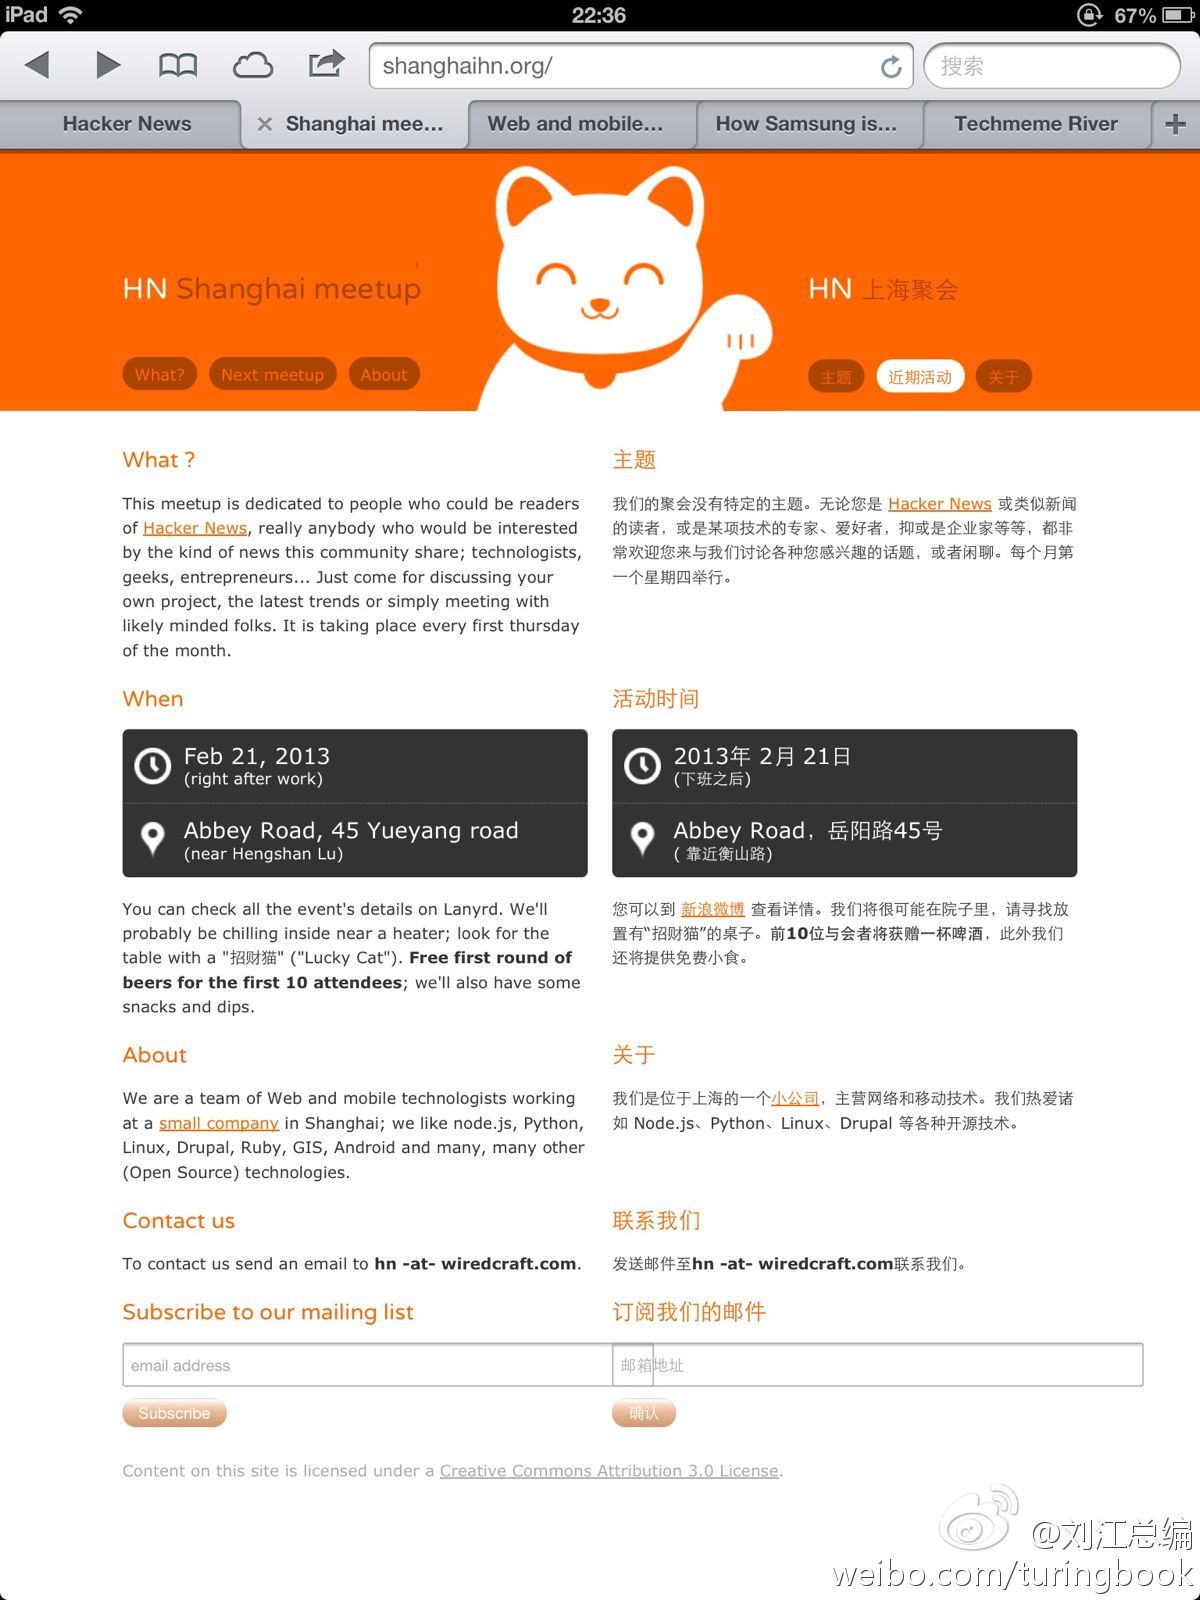 iPad
22:36
67%
shanghaihn.org/
搜索
Hacker News
Shanghai mee...
Web and mobile...
How Samsung is...
Techmeme River
HN Shanghai meetup
What?
Next meetup
About
HN 上海聚会
主题
近期活动
关于
What ?
This meetup is dedicated to people who could be readers
of Hacker News, really anybody who would be interested
by the kind of news this community share; technologists,
geeks, entrepreneurs... Just come for discussing your
own project, the latest trends or simply meeting with
likely minded folks. It is taking place every first thursday
of the month.
主题
我们的聚会没有特定的主题。无论您是 Hacker News 或类似新闻
的读者，或是某项技术的专家、爱好者，抑或是企业家等等，都非
常欢迎您来与我们讨论各种您感兴趣的话题，或者闲聊。每个月第
一个星期四举行。
When
Feb 21, 2013
(right after work)
Abbey Road, 45 Yueyang road
(near Hengshan Lu)
活动时间
2013年 2月 21日
(下班之后)
Abbey Road，岳阳路45号
( 靠近衡山路)
You can check all the event's details on Lanyrd. We'll
probably be chilling inside near a heater; look for the
table with a "招财猫" ("Lucky Cat"). Free first round of
beers for the first 10 attendees; we'll also have some
snacks and dips.
您可以到 新浪微博 查看详情。我们将很可能在院子里，请寻找放
置有“招财猫”的桌子。前10位与会者将获赠一杯啤酒，此外我们
还将提供免费小食。
About
We are a team of Web and mobile technologists working
at a small company in Shanghai; we like node.js, Python,
Linux, Drupal, Ruby, GIS, Android and many, many other
(Open Source) technologies.
关于
我们是位于上海的一个小公司，主营网络和移动技术。我们热爱诸
如 Node.js、Python、Linux、Drupal 等各种开源技术。
Contact us
To contact us send an email to hn -at- wiredcraft.com.
联系我们
发送邮件至hn -at- wiredcraft.com联系我们。
Subscribe to our mailing list
email address
Subscribe
订阅我们的邮件
邮箱地址
确认
Content on this site is licensed under a Creative Commons Attribution 3.0 License.
@刘江总编
weibo.com/turingbook